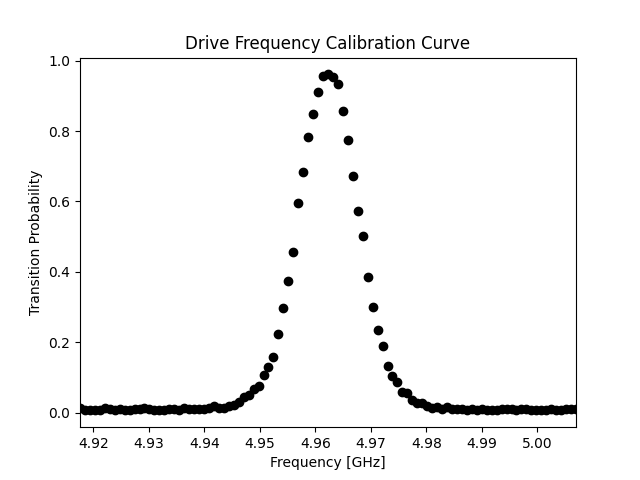 Drive Frequency Calibration Curve
Transition Probability
1.0
0.8
0.6
0.4
0.2
0.0
4.92 4.93 4.94 4.95 4.96 4.97 4.98 4.99 5.00
Frequency [GHz]